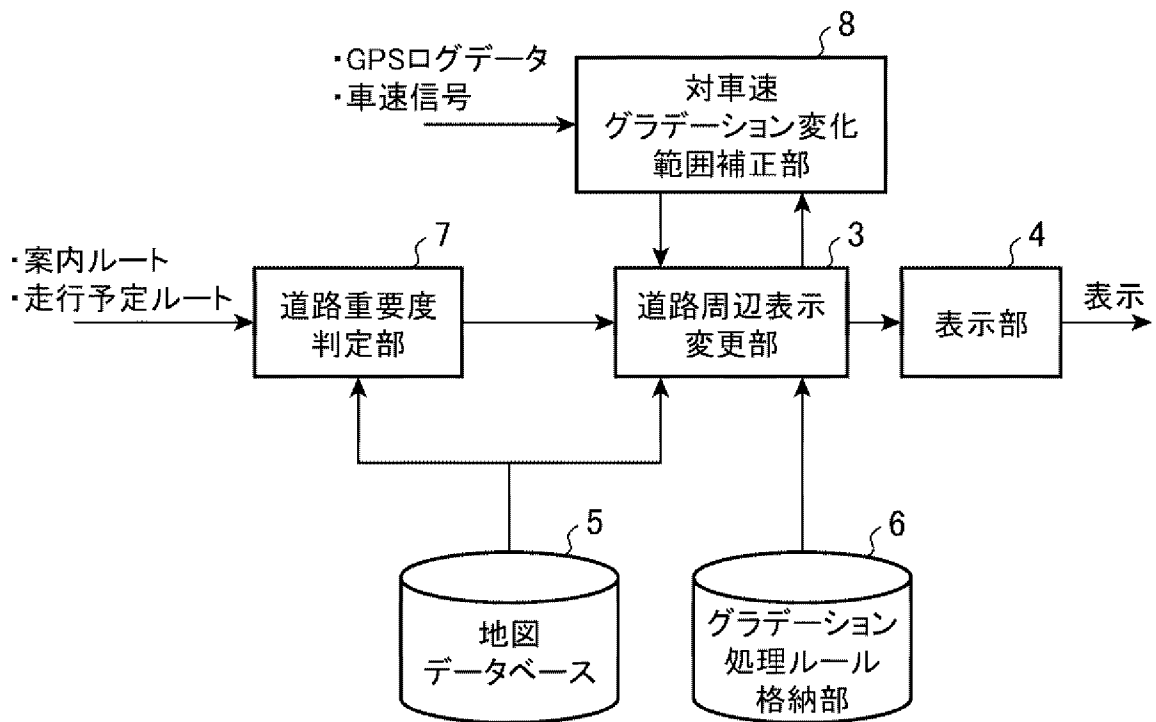 8
・GPSログデータ
・車速信号
対車速
グラデーション変化
範囲補正部
・案内ルート
・走行予定ルート
7
道路重要度
判定部
3
道路周辺表示
変更部
4
表示部
表示
5
地図
データベース
6
グラデーション
処理ルール
格納部